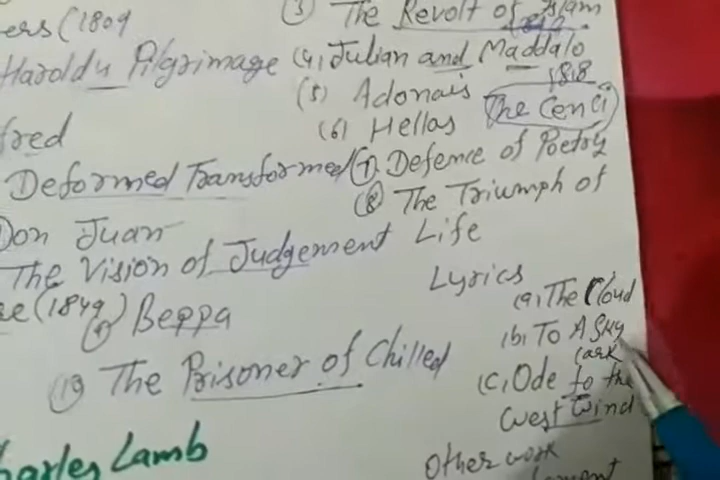 ers (1809
Harold's Pilgrimage
fred
Deformed Transformed
Don Juan
The Vision of Judgement
se (1849) Beppa
(19) The Prisoner of Chilled
Charles Lamb
(3) The Revolt of Islam
(4) Julian and Maddalo
1818
(5) Adonais The Cenci
(6) Hellas
(7) Defence of Poetry
(8) The Triumph of
Life
Lyrics
(a) The Cloud
(b) To A Sky
lark
(c) Ode to the
West Wind
Other work